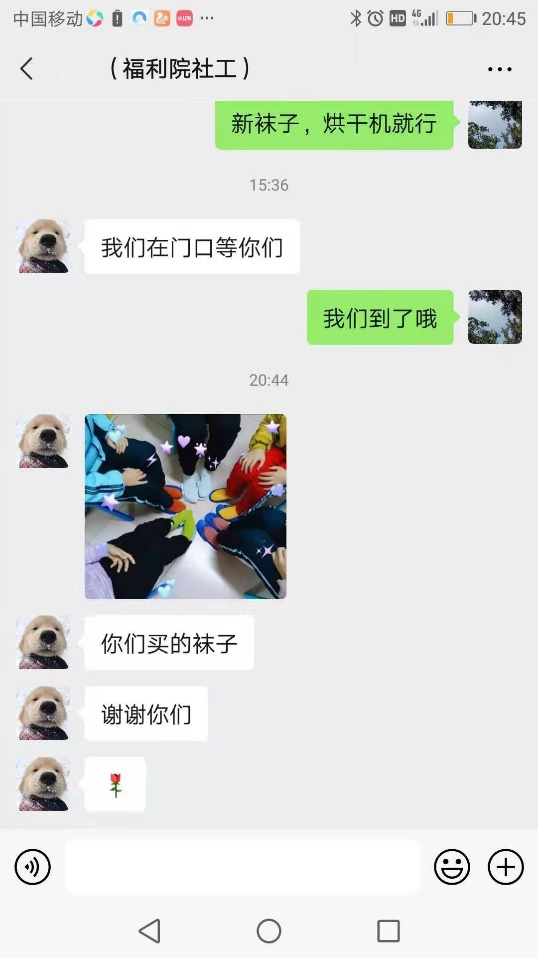 中国移动 HD 4G 20:45
（福利院社工）
新袜子，烘干机就行
15:36
我们在门口等你们
我们到了哦
20:44
你们买的袜子
谢谢你们